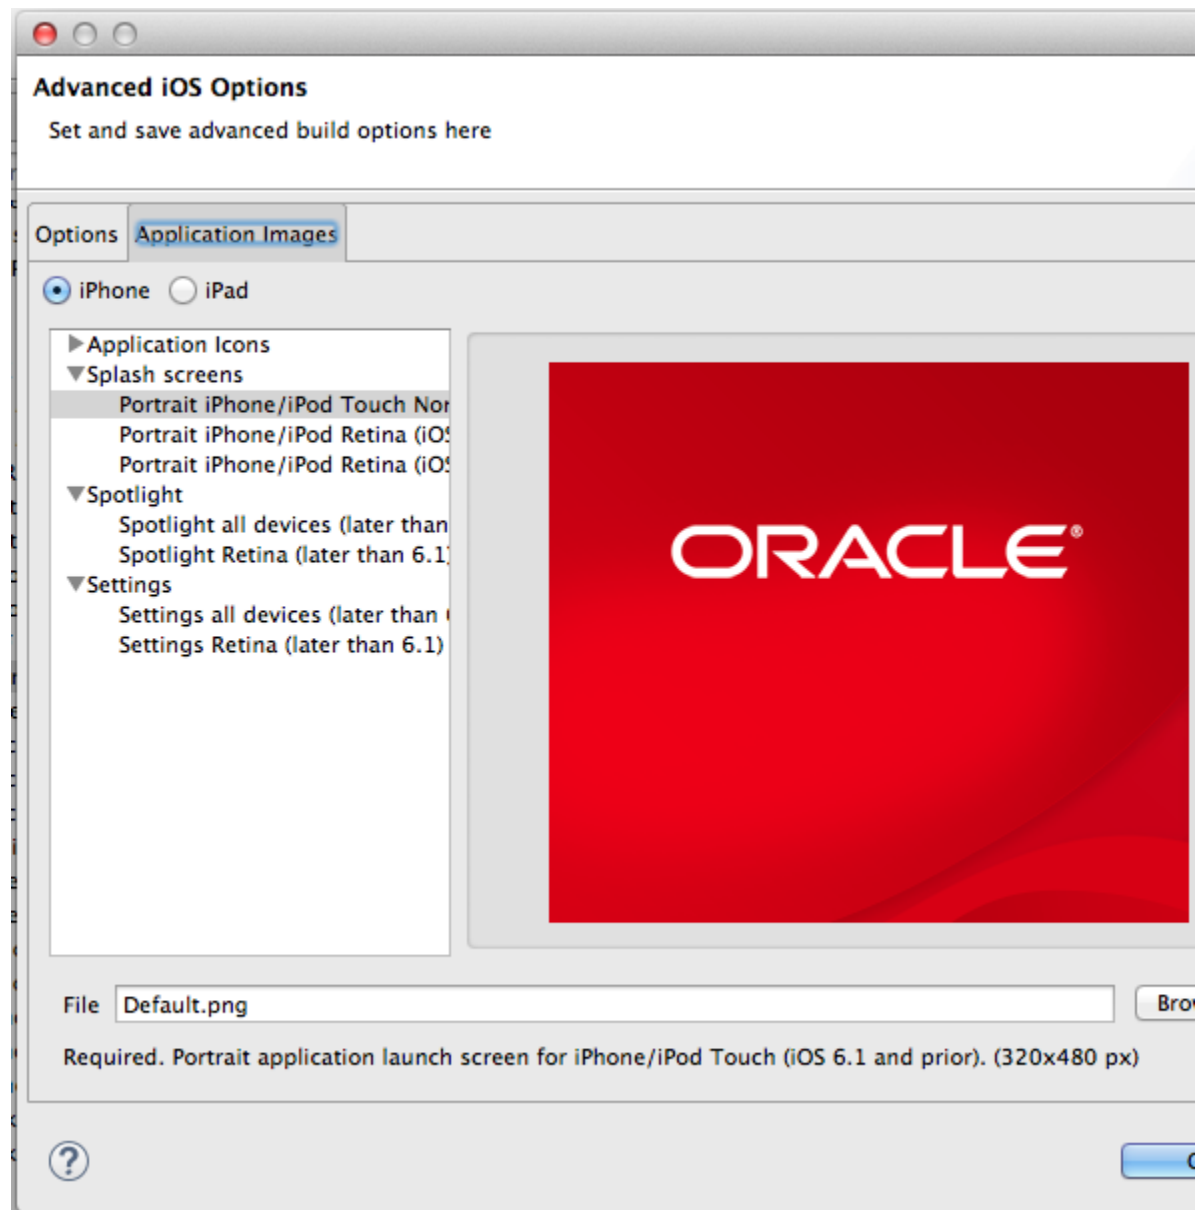 Advanced iOS Options
Set and save advanced build options here
Options Application Images
iPhone iPad
Application Icons
Splash screens
Portrait iPhone/iPod Touch
Portrait iPhone/iPod Retina
Portrait iPhone/iPod Retina
Spotlight
Spotlight all devices (later than
Spotlight Retina (later than 6.1)
Settings
Settings all devices (later than
Settings Retina (later than 6.1)
ORACLE®
File Default.png
Required. Portrait application launch screen for iPhone/iPod Touch (iOS 6.1 and prior). (320x480 px)
?